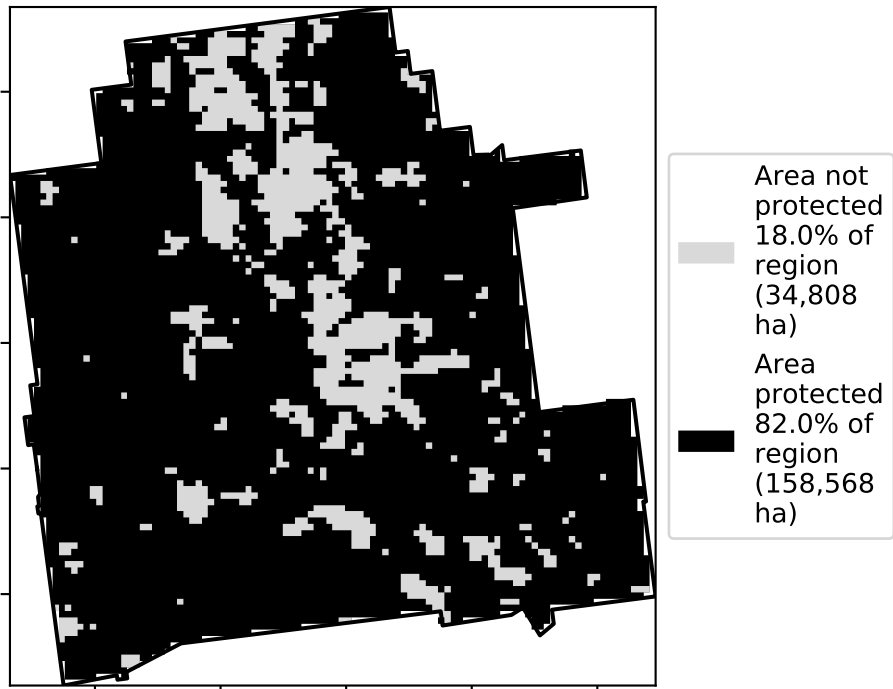 Area not
protected
18.0% of
region
(34,808
ha)
Area
protected
82.0% of
region
(158,568
ha)